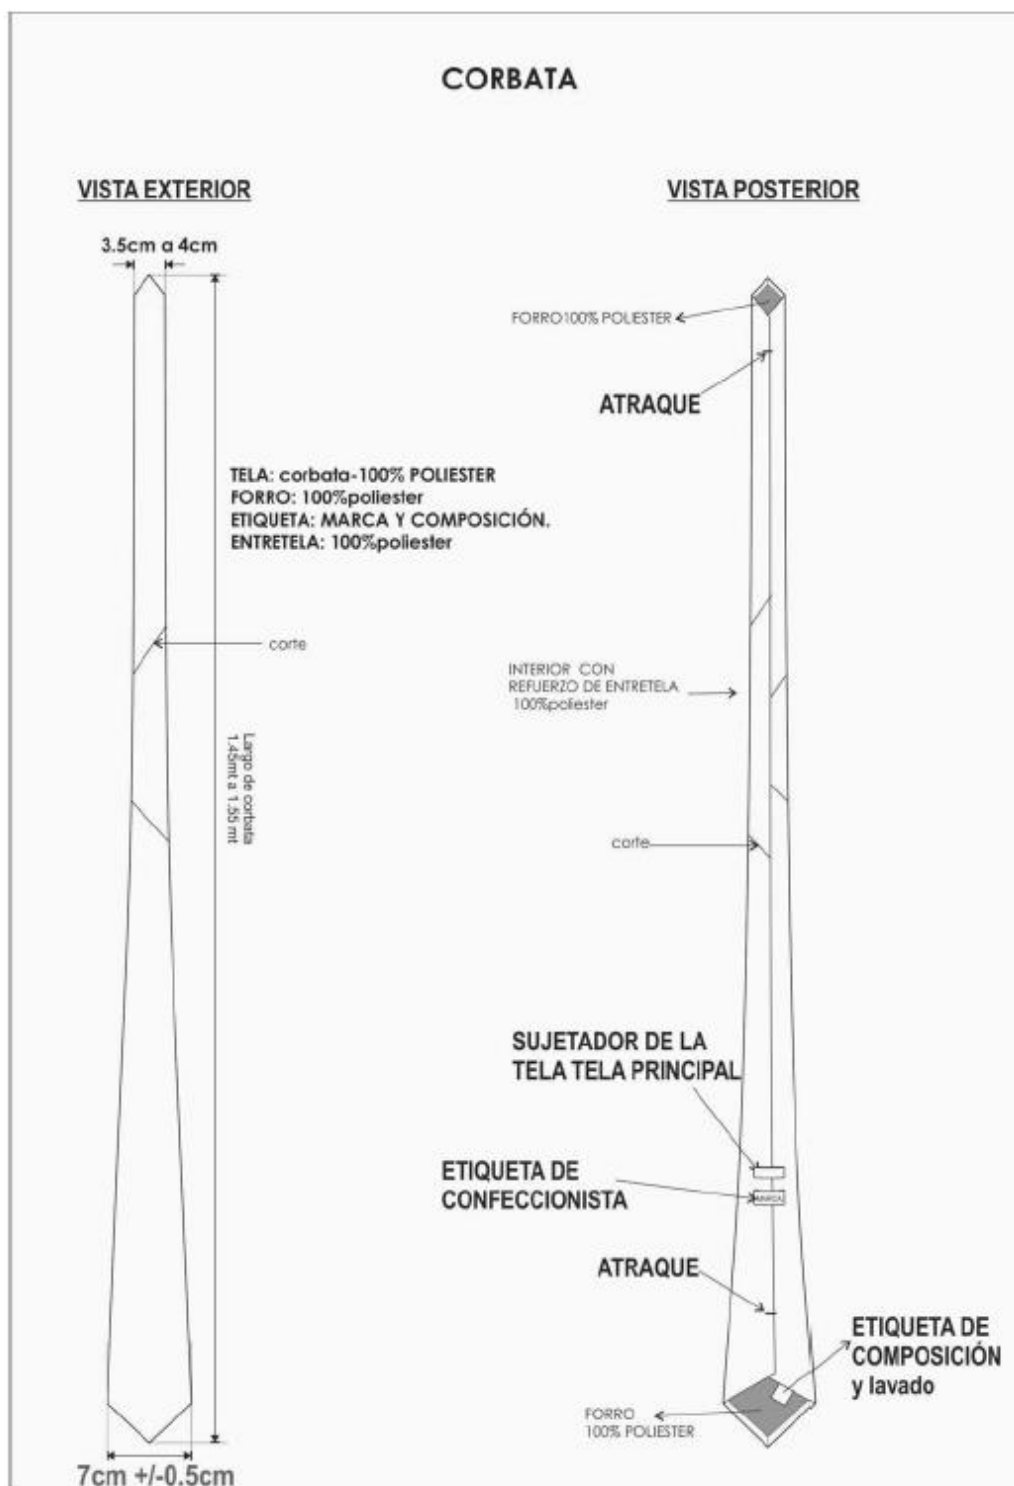 CORBATA
VISTA EXTERIOR
3.5cm a 4cm
TELA: corbata-100% POLIESTER
FORRO: 100%poliester
ETIQUETA: MARCA Y COMPOSICIÓN.
ENTRETELA: 100%poliester
corte
Largo de corbata
1.45mt a 1.55 mt
7cm +/-0.5cm
VISTA POSTERIOR
FORRO100% POLIESTER
ATRAQUE
INTERIOR CON
REFUERZO DE ENTRETELA
100%poliester
corte
SUJETADOR DE LA
TELA TELA PRINCIPAL
ETIQUETA DE
CONFECCIONISTA
MARCA
ATRAQUE
ETIQUETA DE
COMPOSICIÓN
y lavado
FORRO
100% POLIESTER